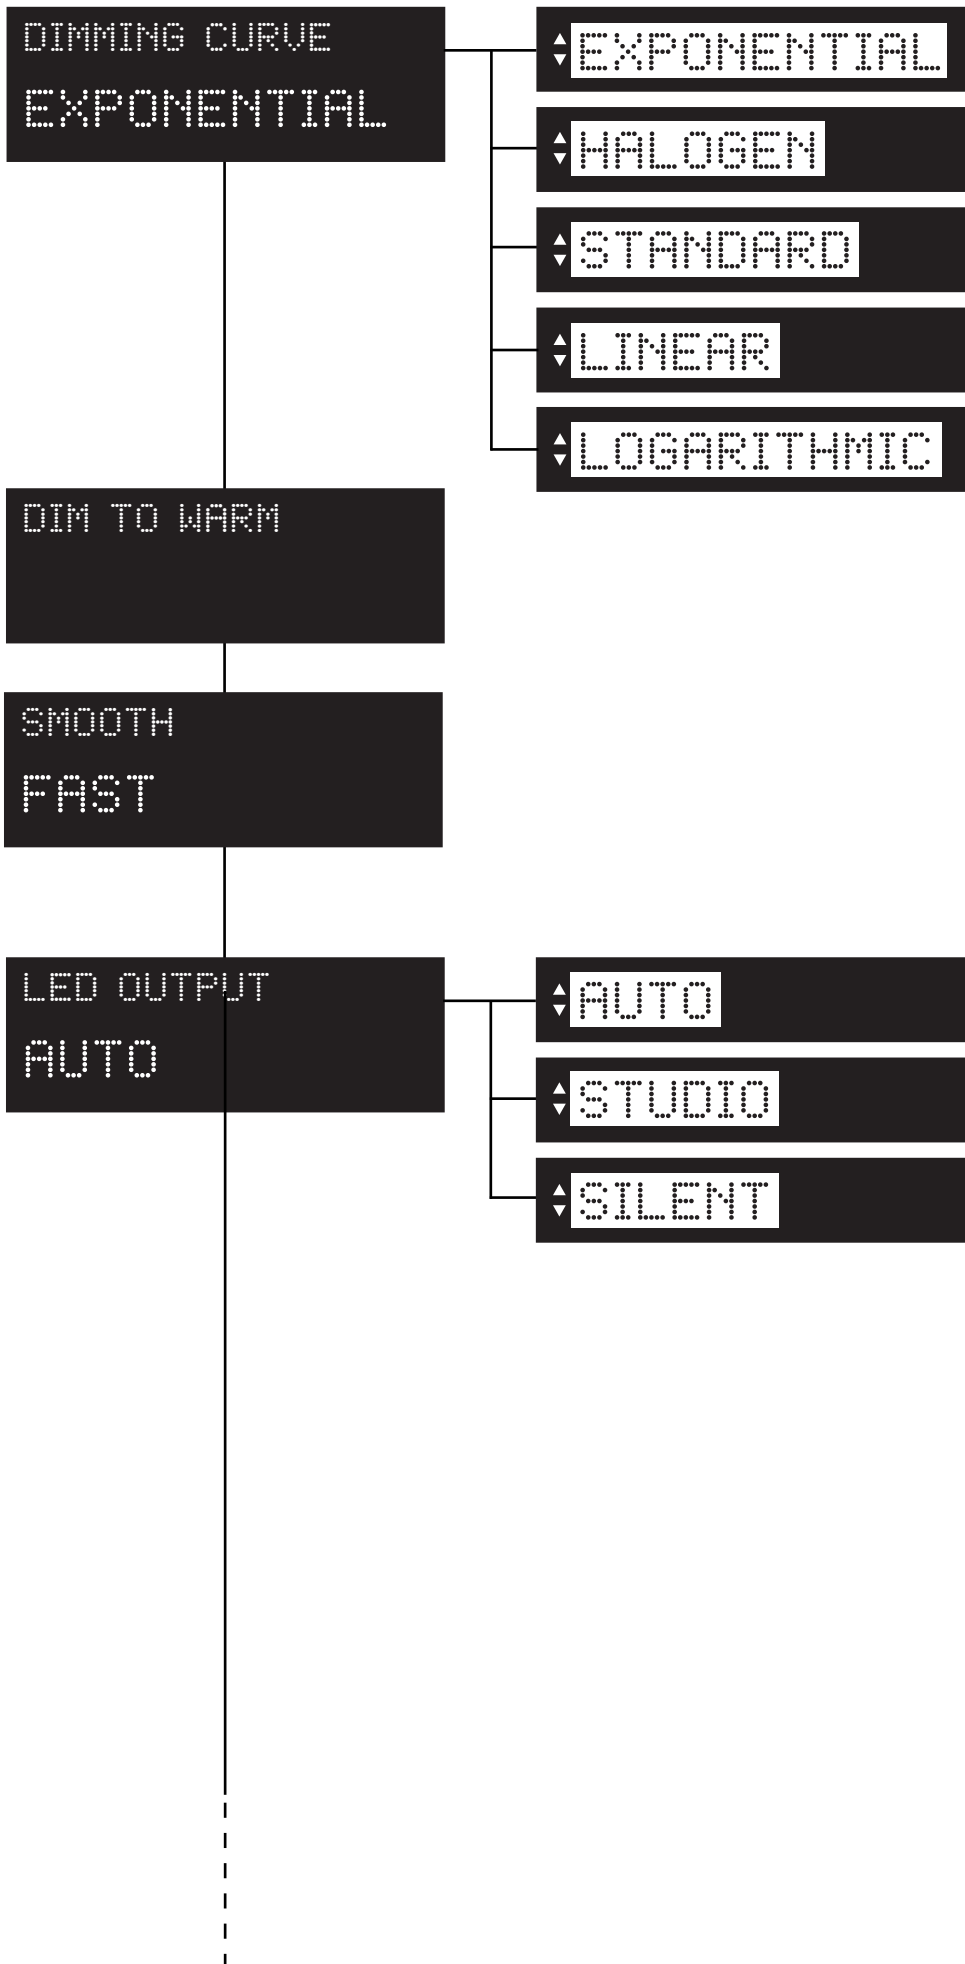 DIMMING CURVE
EXPONENTIAL
EXPONENTIAL
HALOGEN
STANDARD
LINEAR
LOGARITHMIC
DIM TO WARM
SMOOTH
FAST
LED OUTPUT
AUTO
AUTO
STUDIO
SILENT